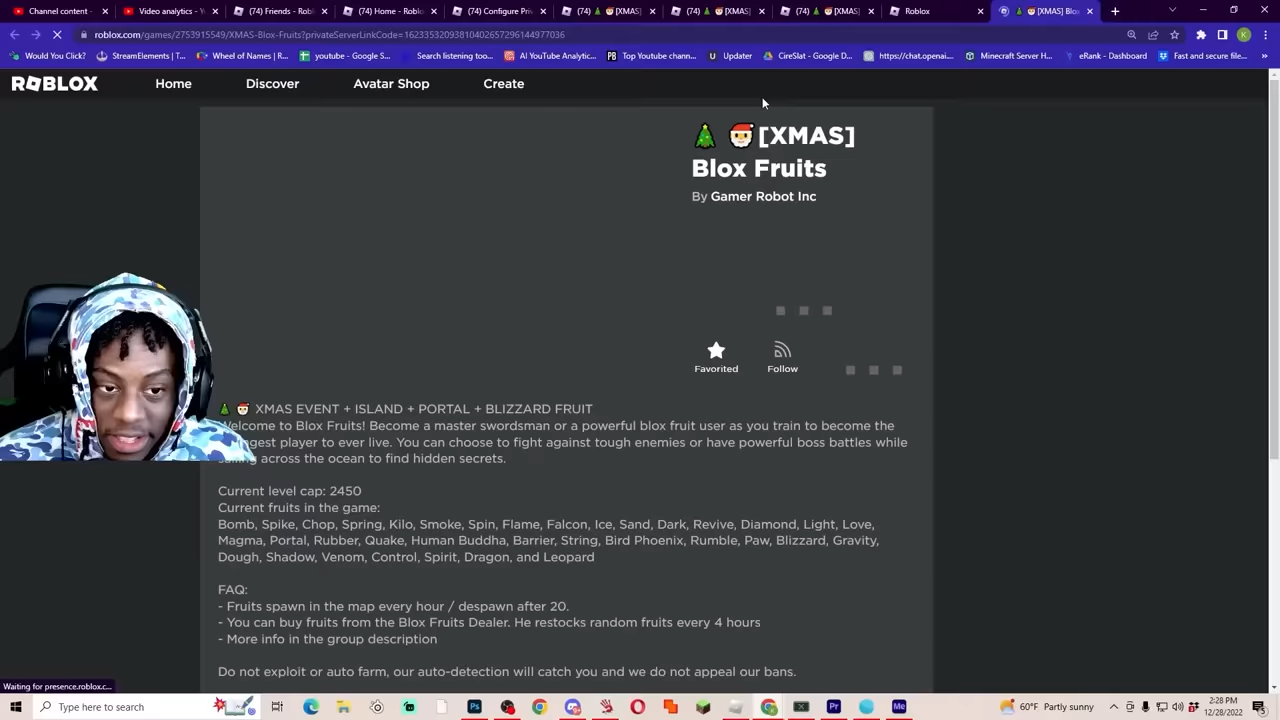 Channel content -
Video analytics - Y
(74) Friends - Rob
(74) Home - Roblo
(74) Configure Pri
(74) 🎄🎅[XMAS]
(74) 🎄🎅[XMAS]
(74) 🎄🎅[XMAS]
Roblox
🎄🎅[XMAS] Blo
roblox.com/games/2753915549/XMAS-Blox-Fruits?privateServerLinkCode=16233532093810402657296144977036
Would You Click?
StreamElements | T...
Wheel of Names | R...
youtube - Google S...
Search listing too...
AI YouTube Analytic...
Top Youtube chann...
Updater
CireSlat - Google D...
https://chat.openai...
Minecraft Server H...
eRank - Dashboard
Fast and secure file...
ROBLOX
Home Discover Avatar Shop Create
🎄 🎅[XMAS]
Blox Fruits
By Gamer Robot Inc
Favorited Follow
🎄 🎅 XMAS EVENT + ISLAND + PORTAL + BLIZZARD FRUIT
to Blox Fruits! Become a master swordsman or a powerful blox fruit user as you train to become the
player to ever live. You can choose to fight against tough enemies or have powerful boss battles while
across the ocean to find hidden secrets.
Current level cap: 2450
Current fruits in the game:
Bomb, Spike, Chop, Spring, Kilo, Smoke, Spin, Flame, Falcon, Ice, Sand, Dark, Revive, Diamond, Light, Love,
Magma, Portal, Rubber, Quake, Human Buddha, Barrier, String, Bird Phoenix, Rumble, Paw, Blizzard, Gravity,
Dough, Shadow, Venom, Control, Spirit, Dragon, and Leopard
FAQ:
- Fruits spawn in the map every hour / despawn after 20.
- You can buy fruits from the Blox Fruits Dealer. He restocks random fruits every 4 hours
- More info in the group description
Do not exploit or auto farm, our auto-detection will catch you and we do not appeal our bans.
Waiting for presence.roblox.c...
Type here to search
60°F Partly sunny
2:28 PM
12/28/2022